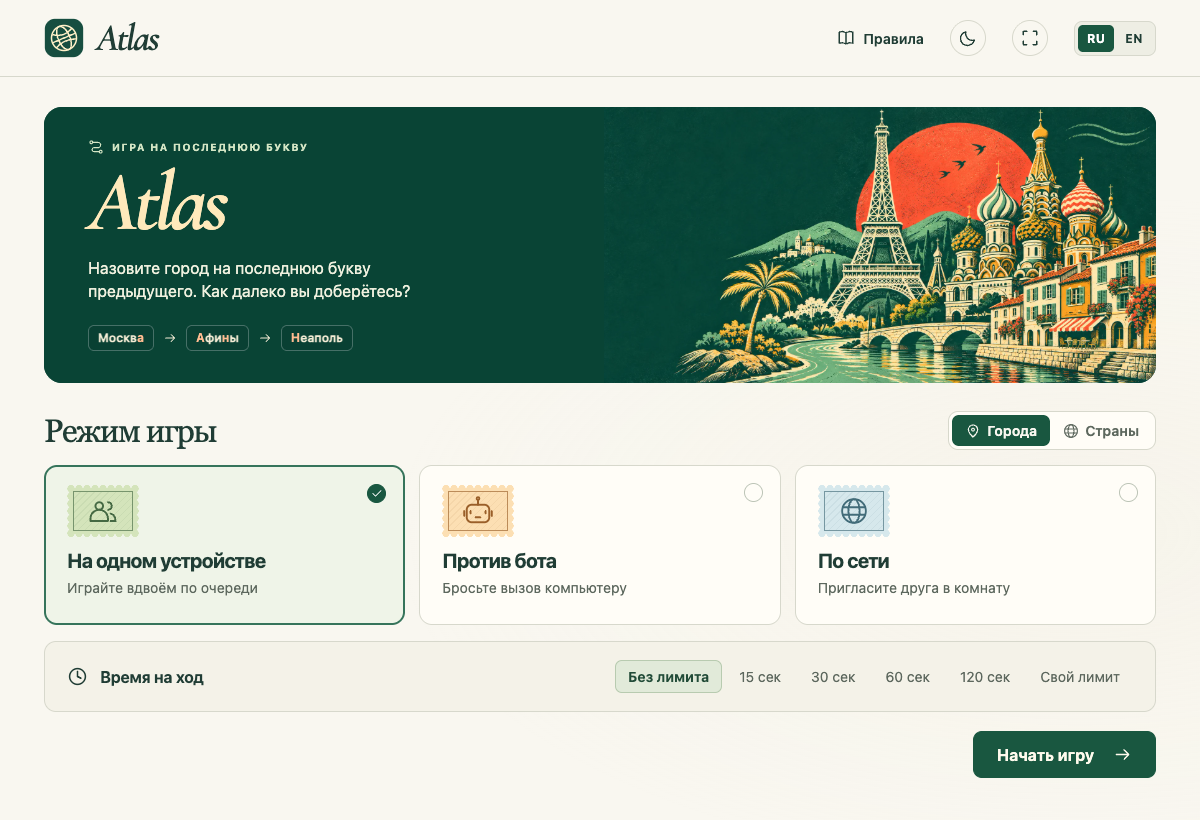 Atlas
Правила
RU EN
ИГРА НА ПОСЛЕДНЮЮ БУКВУ
Atlas
Назовите город на последнюю букву
предыдущего. Как далеко вы доберётесь?
Москва → Афины → Неаполь
Режим игры
Города Страны
На одном устройстве
Играйте вдвоём по очереди
Против бота
Бросьте вызов компьютеру
По сети
Пригласите друга в комнату
Время на ход
Без лимита 15 сек 30 сек 60 сек 120 сек Свой лимит
Начать игру →